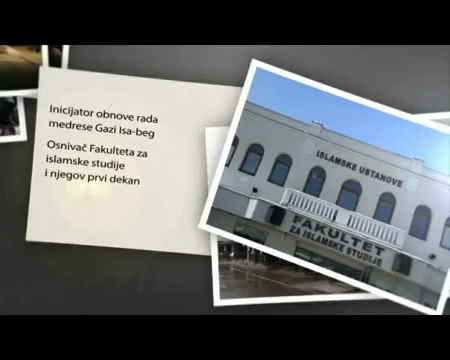 Inicijator obnove rada
medrese Gazi Isa-beg
Osnivač Fakulteta za
islamske studije
i njegov prvi dekan
ISLAMSKE USTANOVE
FAKULTET
ZA ISLAMSKE STUDIJE